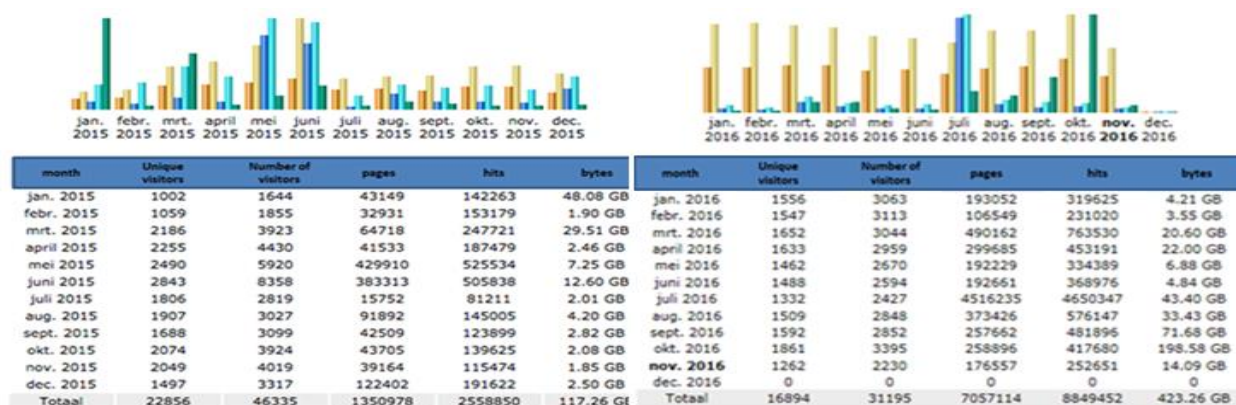 jan. febr. mrt. april mei juni juli aug. sept. okt. nov. dec.
2015 2015 2015 2015 2015 2015 2015 2015 2015 2015 2015 2015
month Unique visitors Number of visitors pages hits bytes
jan. 2015 1002 1644 43149 142263 48.08 GB
febr. 2015 1059 1855 32931 153179 1.90 GB
mrt. 2015 2186 3923 64718 247721 29.51 GB
april 2015 2255 4430 41533 187479 2.46 GB
mei 2015 2490 5920 429910 525534 7.25 GB
juni 2015 2843 8358 383313 505838 12.60 GB
juli 2015 1806 2819 15752 81211 2.01 GB
aug. 2015 1907 3027 91892 145005 4.20 GB
sept. 2015 1688 3099 42509 123899 2.82 GB
okt. 2015 2074 3924 43705 139625 2.08 GB
nov. 2015 2049 4019 39164 115474 1.85 GB
dec. 2015 1497 3317 122402 191622 2.50 GB
Totaal 22856 46335 1350978 2558850 117.26 GB
jan. febr. mrt. april mei juni juli aug. sept. okt. nov. dec.
2016 2016 2016 2016 2016 2016 2016 2016 2016 2016 2016 2016
month Unique visitors Number of visitors pages hits bytes
jan. 2016 1556 3063 193052 319625 4.21 GB
febr. 2016 1547 3113 106549 231020 3.55 GB
mrt. 2016 1652 3044 490162 763530 20.60 GB
april 2016 1633 2959 299685 453191 22.00 GB
mei 2016 1462 2670 192229 334389 6.88 GB
juni 2016 1488 2594 192661 368976 4.84 GB
juli 2016 1332 2427 4516235 4650347 43.40 GB
aug. 2016 1509 2848 373426 576147 33.43 GB
sept. 2016 1592 2852 257662 481896 71.68 GB
okt. 2016 1861 3395 258896 417680 198.58 GB
nov. 2016 1262 2230 176557 252651 14.09 GB
dec. 2016 0 0 0 0 0
Totaal 16894 31195 7057114 8849452 423.26 GB